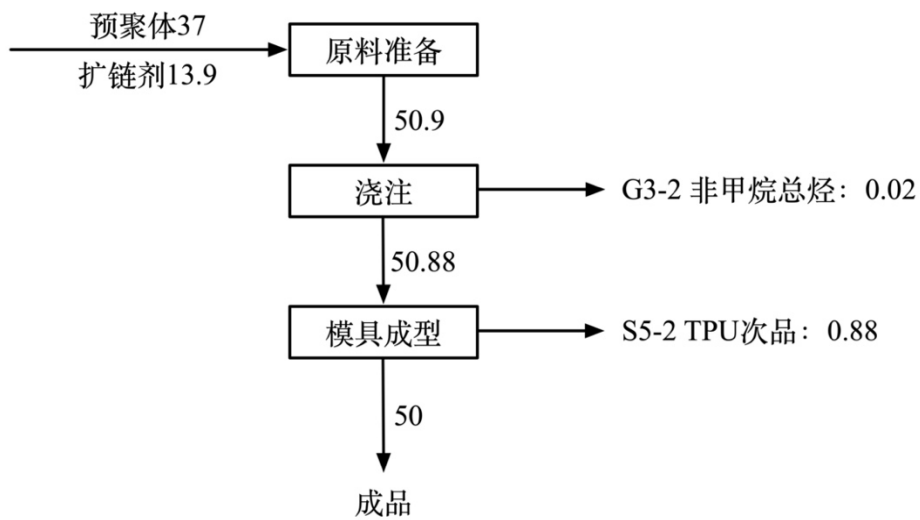 预聚体37
扩链剂13.9
原料准备
50.9
浇注
G3-2 非甲烷总烃：0.02
50.88
模具成型
S5-2 TPU次品：0.88
50
成品